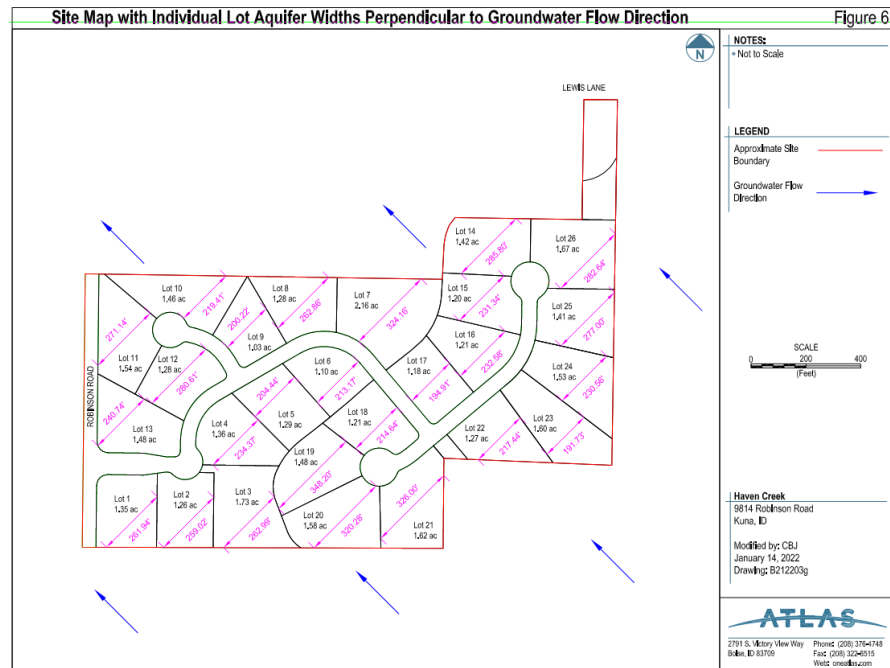 Site Map with Individual Lot Aquifer Widths Perpendicular to Groundwater Flow Direction
Figure 6
N
NOTES:
• Not to Scale
LEGEND
Approximate Site
Boundary
Groundwater Flow
Direction
LEWIS LANE
ROBINSON ROAD
Lot 14
1.42 ac
285.80'
Lot 26
1.67 ac
282.64'
Lot 10
1.46 ac
219.41'
Lot 8
1.28 ac
262.86'
Lot 7
2.16 ac
324.16'
Lot 15
1.20 ac
231.34'
Lot 25
1.41 ac
277.00'
Lot 9
1.03 ac
200.22'
Lot 11
1.54 ac
271.14'
Lot 12
1.28 ac
280.61'
Lot 6
1.10 ac
213.17'
Lot 16
1.21 ac
232.56'
Lot 17
1.18 ac
194.91'
Lot 24
1.53 ac
239.56'
Lot 13
1.48 ac
240.74'
Lot 4
1.36 ac
234.37'
Lot 5
1.29 ac
204.44'
Lot 18
1.21 ac
214.64'
Lot 22
1.27 ac
217.44'
Lot 23
1.60 ac
191.73'
Lot 19
1.48 ac
348.20'
Lot 1
1.35 ac
261.94'
Lot 2
1.26 ac
259.02'
Lot 3
1.73 ac
262.99'
Lot 20
1.58 ac
320.28'
Lot 21
1.62 ac
326.00'
SCALE
0 200 400
(Feet)
Haven Creek
9814 Robinson Road
Kuna, ID
Modified by: CBJ
January 14, 2022
Drawing: B212203g
ATLAS
2791 S. Victory View Way
Boise, ID 83709
Phone: (208) 376-4748
Fax: (208) 322-6515
Web: oneatlas.com